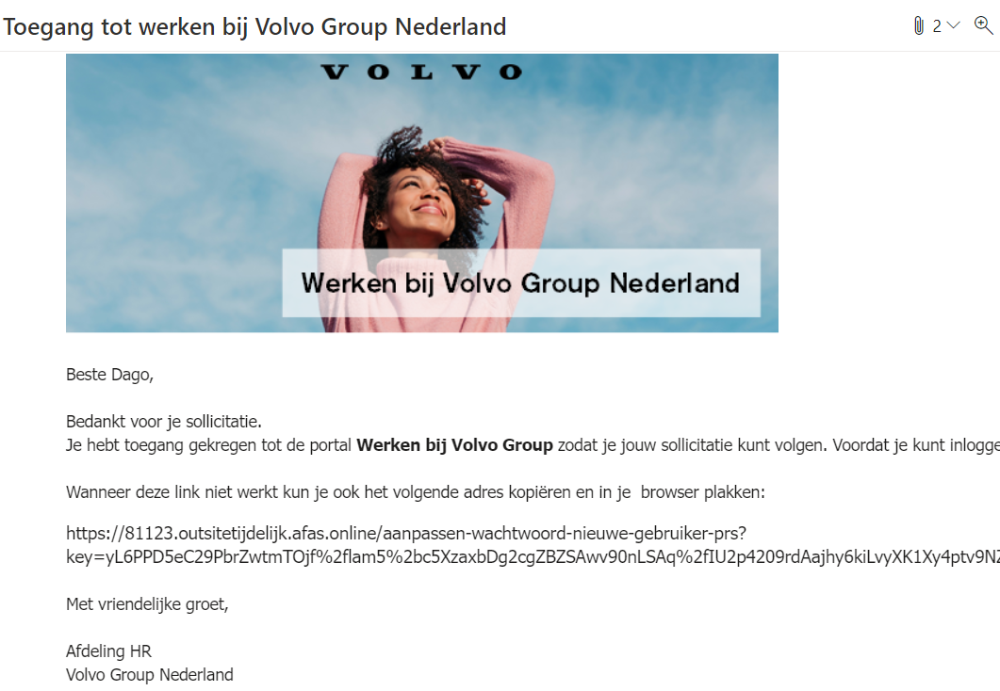 Toegang tot werken bij Volvo Group Nederland
2
VOLVO
Werken bij Volvo Group Nederland
Beste Dago,
Bedankt voor je sollicitatie.
Je hebt toegang gekregen tot de portal Werken bij Volvo Group zodat je jouw sollicitatie kunt volgen. Voordat je kunt inlogge
Wanneer deze link niet werkt kun je ook het volgende adres kopiëren en in je browser plakken:
https://81123.outsitetijdelijk.afas.online/aanpassen-wachtwoord-nieuwe-gebruiker-prs?
key=yL6PPD5eC29PbrZwtmTOjf%2flam5%2bc5XzaxbDg2cgZBZSAwv90nLSAq%2fIU2p4209rdAajhy6kiLvyXK1Xy4ptv9NZ
Met vriendelijke groet,
Afdeling HR
Volvo Group Nederland